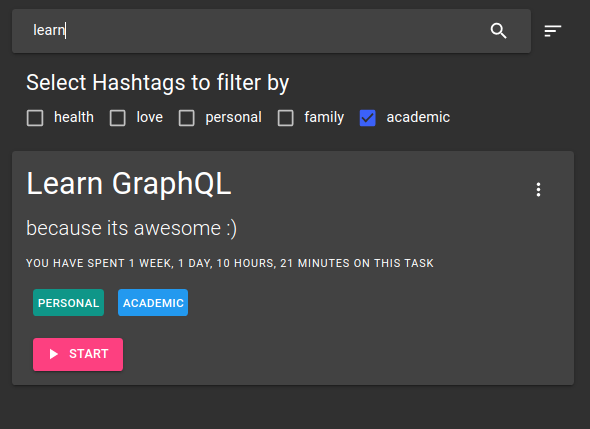 learn
Select Hashtags to filter by
health love personal family academic
Learn GraphQL
because its awesome :)
YOU HAVE SPENT 1 WEEK, 1 DAY, 10 HOURS, 21 MINUTES ON THIS TASK
PERSONAL ACADEMIC
START